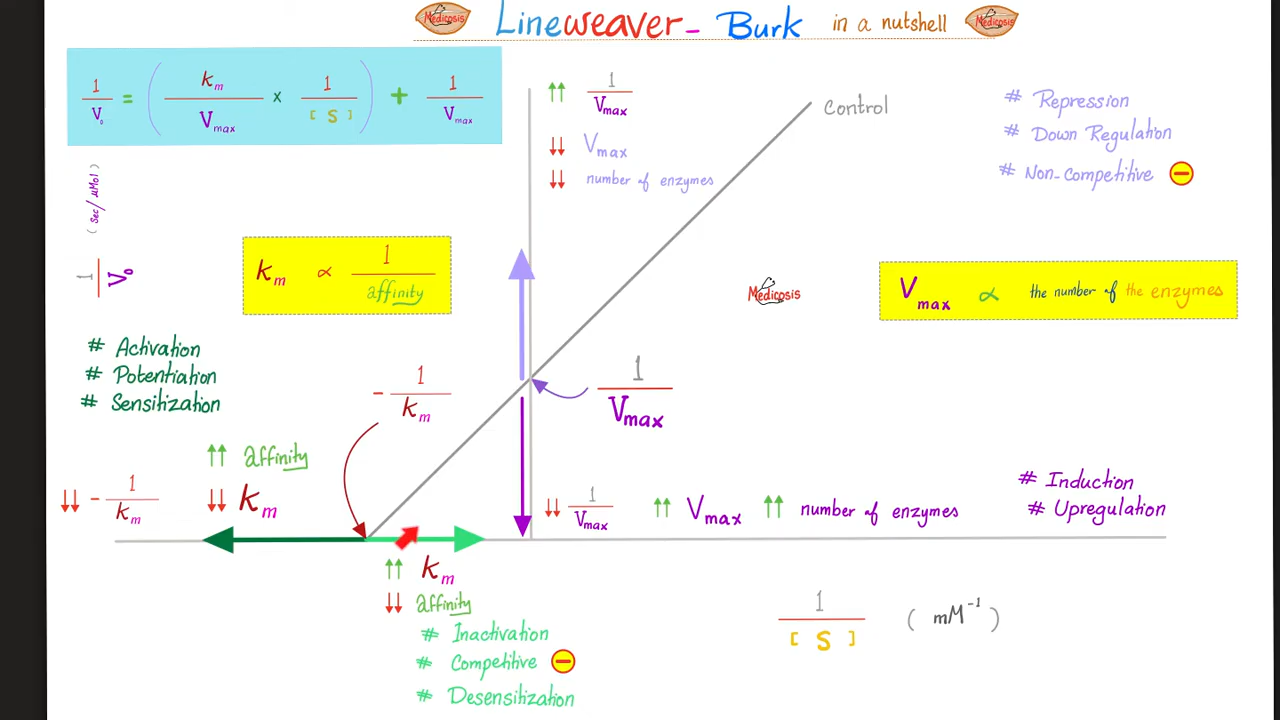 Medicosis Lineweaver - Burk in a nutshell Medicosis
1/V₀ = ( Km/Vmax x 1/[S] ) + 1/Vmax
↑↑ 1/Vmax
↓↓ Vmax
↓↓ number of enzymes
Control
# Repression
# Down Regulation
# Non-Competitive −
1/V₀ (Sec/μMol)
Km ∝ 1/affinity
Medicosis
Vmax ∝ the number of the enzymes
# Activation
# Potentiation
# Sensitization
- 1/Km
1/Vmax
↑↑ affinity
↓↓ - 1/Km
↓↓ Km
↓↓ 1/Vmax ↑↑ Vmax ↑↑ number of enzymes
# Induction
# Upregulation
↑↑ Km
↓↓ affinity
# Inactivation
# Competitive −
# Desensitization
1/[S] (mM⁻¹)